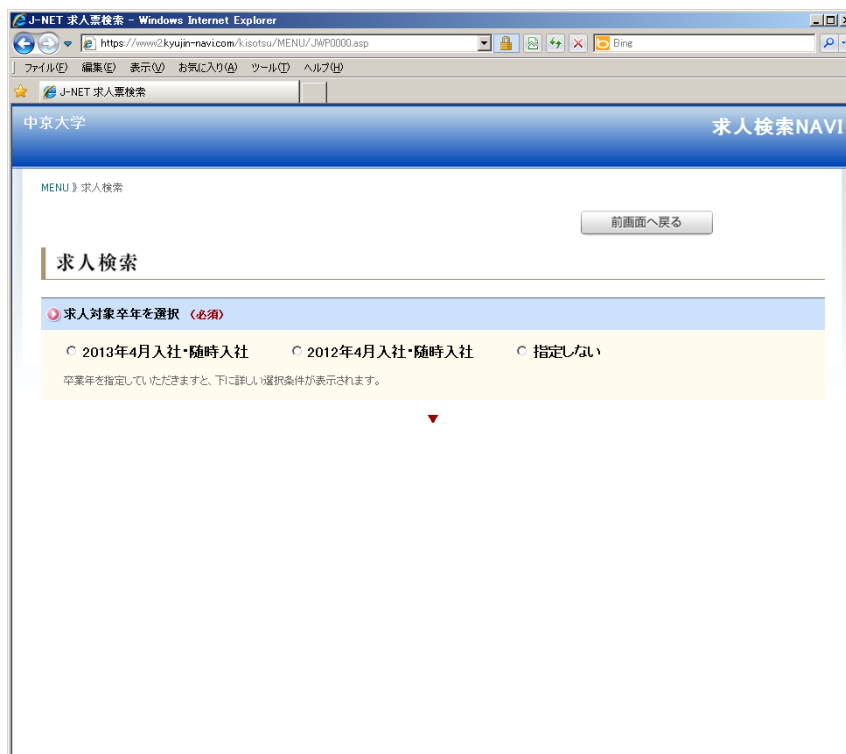 J-NET 求人票検索 - Windows Internet Explorer
https://www2.kyujin-navi.com/kisotsu/MENU/JWP0000.asp
Bing
ファイル(F) 編集(E) 表示(V) お気に入り(A) ツール(T) ヘルプ(H)
J-NET 求人票検索
中京大学
求人検索NAVI
MENU 》求人検索
前画面へ戻る
求人検索
求人対象卒年を選択 （必須）
2013年4月入社・随時入社 2012年4月入社・随時入社 指定しない
卒業年を指定していただきますと、下に詳しい選択条件が表示されます。